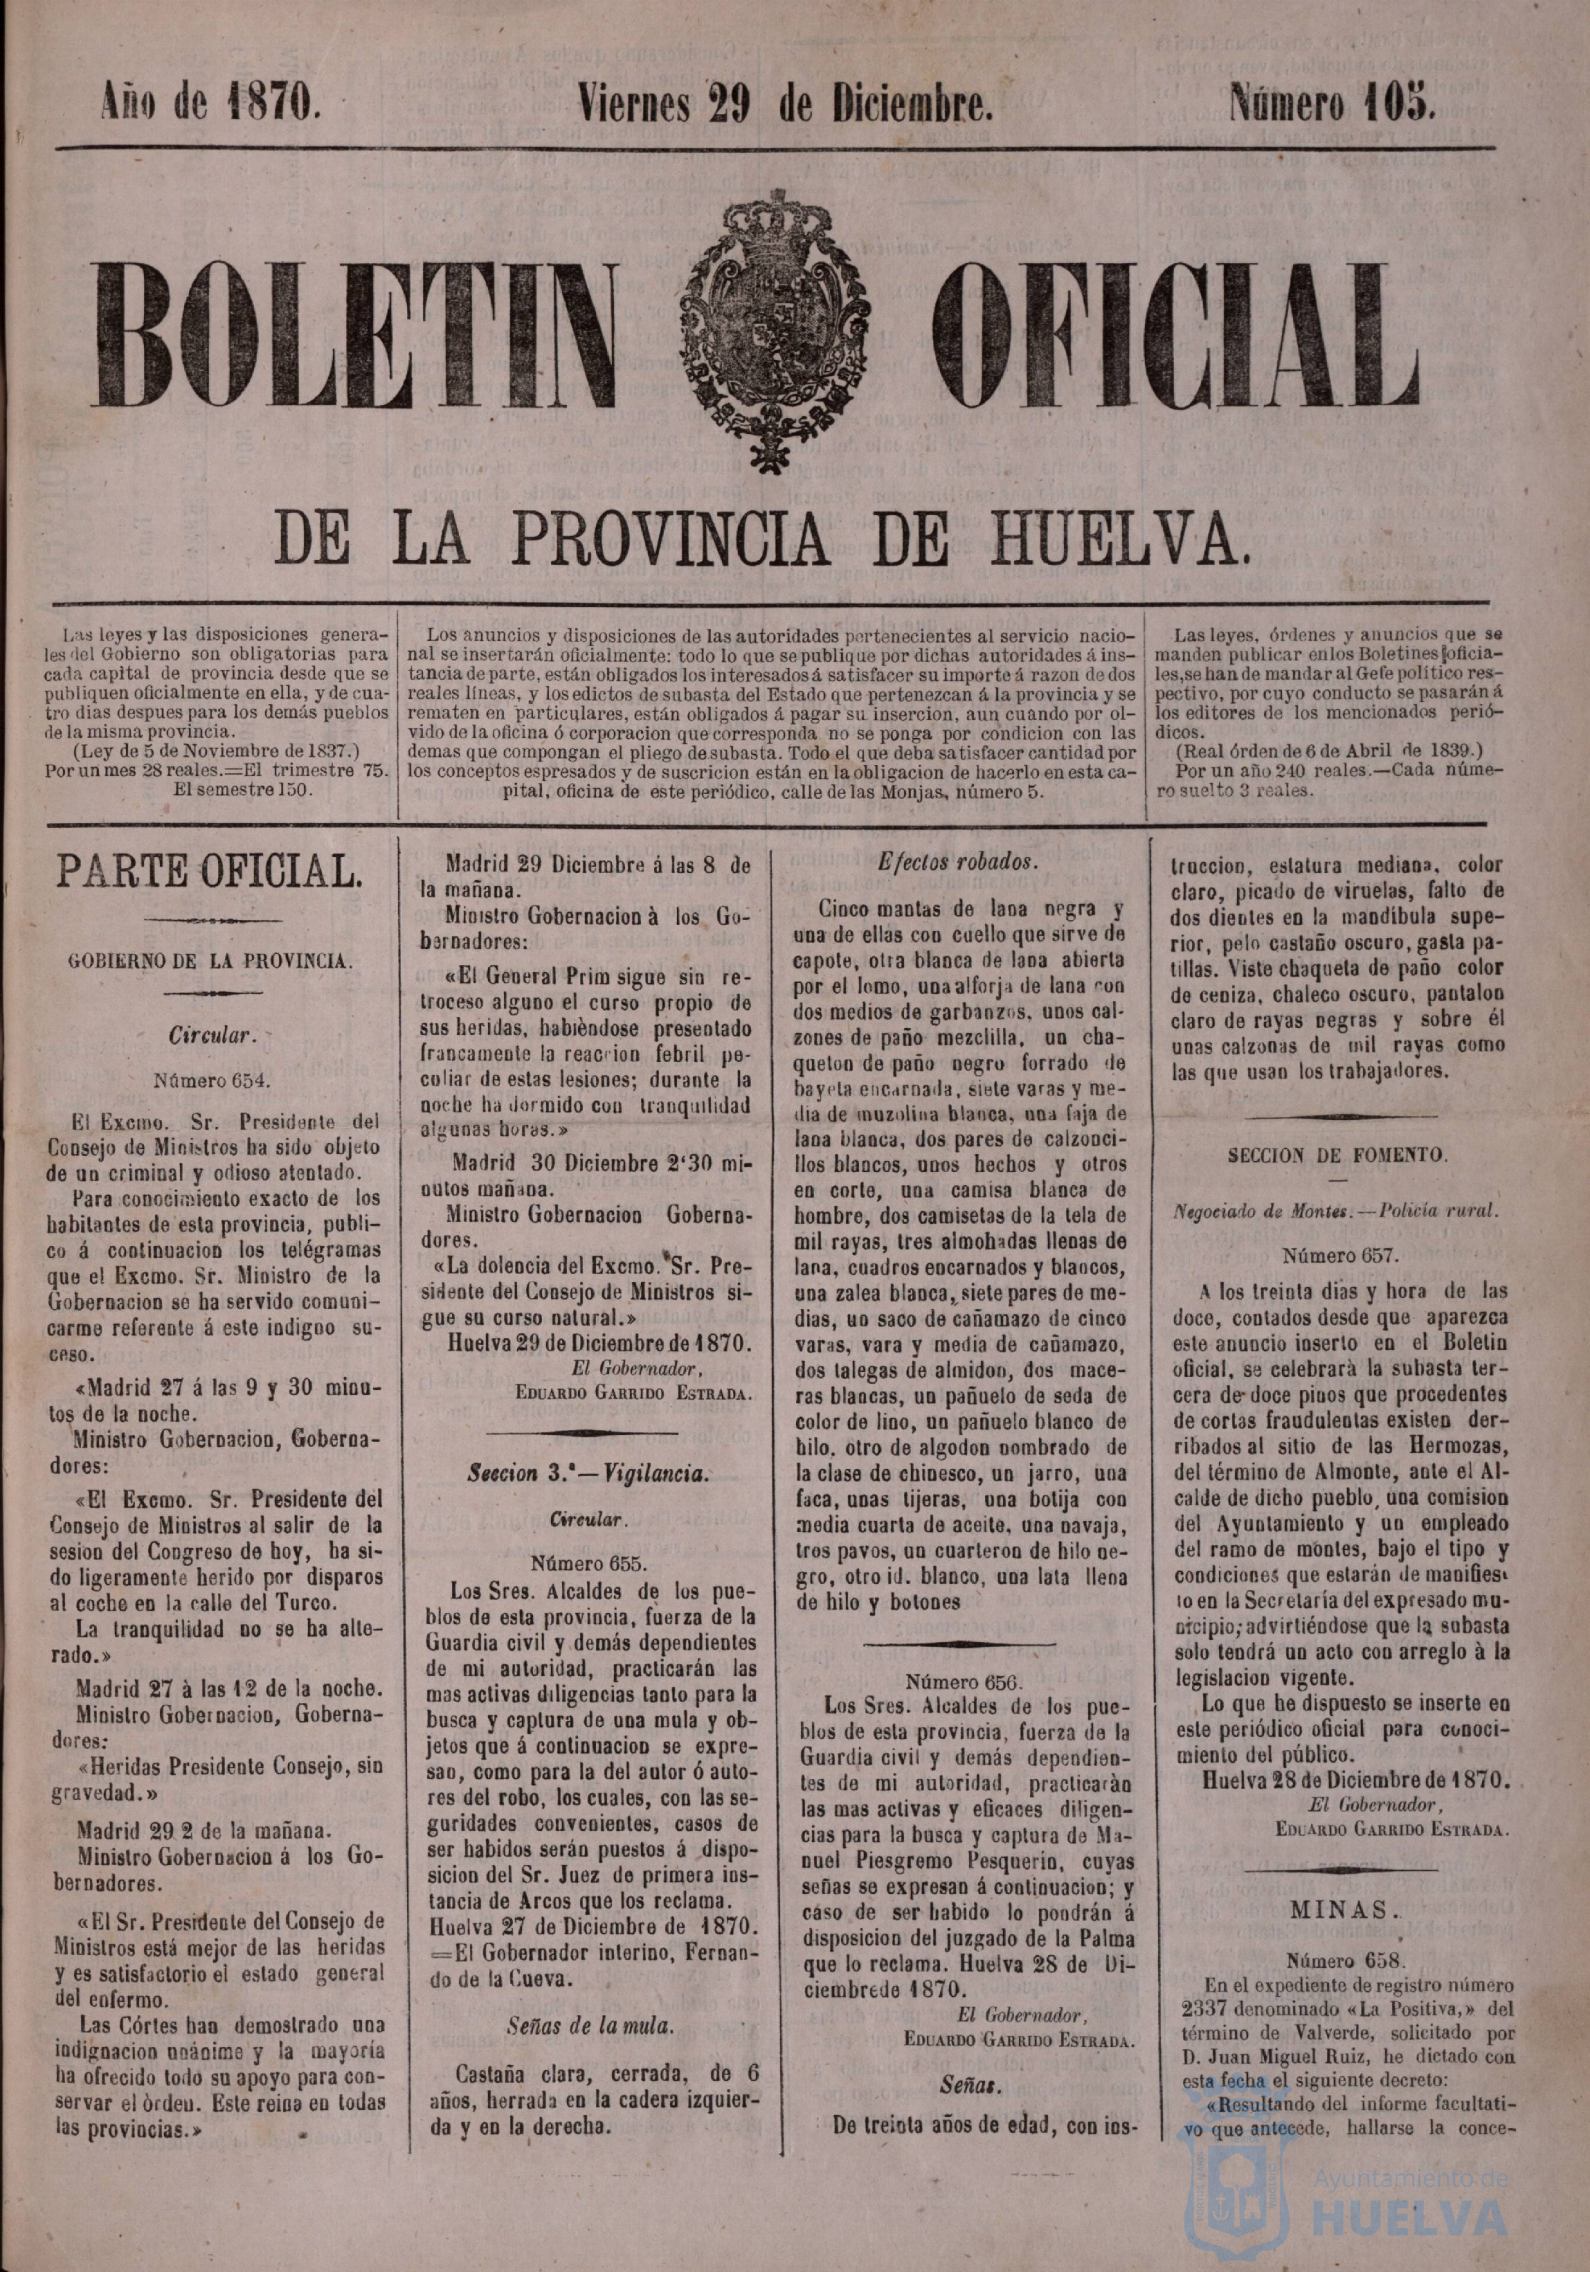 Año de 1870.
Viernes 29 de Diciembre.
Número 105.
BOLETIN OFICIAL
DE LA PROVINCIA DE HUELVA.
Las leyes y las disposiciones genera-
les del Gobierno son obligatorias para
cada capital de provincia desde que se
publiquen oficialmente en ella, y de cua-
tro dias despues para los demás pueblos
de la misma provincia.
(Ley de 5 de Noviembre de 1837.)
Por un mes 28 reales.=El trimestre 75.
El semestre 150.
Los anuncios y disposiciones de las autoridades pertenecientes al servicio nacio-
nal se insertarán oficialmente: todo lo que se publique por dichas autoridades á ins-
tancia de parte, están obligados los interesados á satisfacer su importe á razon de dos
reales líneas, y los edictos de subasta del Estado que pertenezcan á la provincia y se
rematen en particulares, están obligados á pagar su insercion, aun cuando por ol-
vido de la oficina ó corporacion que corresponda no se ponga por condicion con las
demas que compongan el pliego de subasta. Todo el que deba satisfacer cantidad por
los conceptos espresados y de suscricion están en la obligacion de hacerlo en esta ca-
pital, oficina de este periódico, calle de las Monjas, número 5.
Las leyes, órdenes y anuncios que se
manden publicar en los Boletines oficia-
les, se han de mandar al Gefe político res-
pectivo, por cuyo conducto se pasarán á
los editores de los mencionados perió-
dicos.
(Real órden de 6 de Abril de 1839.)
Por un año 240 reales.—Cada núme-
ro suelto 3 reales.
PARTE OFICIAL.
GOBIERNO DE LA PROVINCIA.
Circular.
Número 654.
El Excmo. Sr. Presidente del
Consejo de Ministros ha sido objeto
de un criminal y odioso atentado.
Para conocimiento exacto de los
habitantes de esta provincia, publi-
co á continuacion los telégramas
que el Excmo. Sr. Ministro de la
Gobernacion se ha servido comuni-
carme referente á este indigno su-
ceso.
«Madrid 27 á las 9 y 30 minu-
tos de la noche.
Ministro Gobernacion, Goberna-
dores:
«El Excmo. Sr. Presidente del
Consejo de Ministros al salir de la
sesion del Congreso de hoy, ha si-
do ligeramente herido por disparos
al coche en la calle del Turco.
La tranquilidad no se ha alte-
rado.»
Madrid 27 à las 12 de la noche.
Ministro Gobernacion, Goberna-
dores:
«Heridas Presidente Consejo, sin
gravedad.»
Madrid 29 2 de la mañana.
Ministro Gobernacion á los Go-
bernadores.
«El Sr. Presidente del Consejo de
Ministros está mejor de las heridas
y es satisfactorio el estado general
del enfermo.
Las Córtes han demostrado una
indignacion unánime y la mayoría
ha ofrecido todo su apoyo para con-
servar el òrden. Este reina en todas
las provincias.»
Madrid 29 Diciembre á las 8 de
la mañana.
Ministro Gobernacion à los Go-
bernadores:
«El General Prim sigue sin re-
troceso alguno el curso propio de
sus heridas, habièndose presentado
francamente la reaccion febril pe-
culiar de estas lesiones; durante la
noche ha dormido con tranquilidad
algunas horas.»
Madrid 30 Diciembre 2'30 mi-
nutos mañana.
Ministro Gobernacion Goberna-
dores.
«La dolencia del Excmo. Sr. Pre-
sidente del Consejo de Ministros si-
gue su curso natural.»
Huelva 29 de Diciembre de 1870.
El Gobernador,
EDUARDO GARRIDO ESTRADA.
Seccion 3.ª—Vigilancia.
Circular.
Número 655.
Los Sres. Alcaldes de los pue-
blos de esta provincia, fuerza de la
Guardia civil y demás dependientes
de mi autoridad, practicarán las
mas activas diligencias tanto para la
busca y captura de una mula y ob-
jetos que á continuacion se expre-
san, como para la del autor ó auto-
res del robo, los cuales, con las se-
guridades convenientes, casos de
ser habidos serán puestos á dispo-
sicion del Sr. Juez de primera ins-
tancia de Arcos que los reclama.
Huelva 27 de Diciembre de 1870.
=El Gobernador interino, Fernan-
do de la Cueva.
Señas de la mula.
Castaña clara, cerrada, de 6
años, herrada en la cadera izquier-
da y en la derecha.
Efectos robados.
Cinco mantas de lana negra y
una de ellas con cuello que sirve de
capote, otra blanca de lana abierta
por el lomo, una alforja de lana con
dos medios de garbanzos, unos cal-
zones de paño mezclilla, un cha-
queton de paño negro forrado de
bayeta encarnada, siete varas y me-
dia de muzolina blanca, una faja de
lana blanca, dos pares de calzonci-
llos blancos, unos hechos y otros
en corte, una camisa blanca de
hombre, dos camisetas de la tela de
mil rayas, tres almohadas llenas de
lana, cuadros encarnados y blancos,
una zalea blanca, siete pares de me-
dias, un saco de cañamazo de cinco
varas, vara y media de cañamazo,
dos talegas de almidon, dos mace-
ras blancas, un pañuelo de seda de
color de lino, un pañuelo blanco de
hilo, otro de algodon nombrado de
la clase de chinesco, un jarro, una
faca, unas tijeras, una botija con
media cuarta de aceite, una navaja,
tres pavos, un cuarteron de hilo ne-
gro, otro id. blanco, una lata llena
de hilo y botones
Número 656.
Los Sres. Alcaldes de los pue-
blos de esta provincia, fuerza de la
Guardia civil y demás dependien-
tes de mi autoridad, practicaràn
las mas activas y eficaces diligen-
cias para la busca y captura de Ma-
nuel Piesgremo Pesquerin, cuyas
señas se expresan á continuacion; y
cáso de ser habido lo pondrán á
disposicion del juzgado de la Palma
que lo reclama. Huelva 28 de Di-
ciembrede 1870.
El Gobernador,
EDUARDO GARRIDO ESTRADA.
Señas.
De treinta años de edad, con ins-
truccion, estatura mediana, color
claro, picado de viruelas, falto de
dos dientes en la mandíbula supe-
rior, pelo castaño oscuro, gasta pa-
tillas. Viste chaqueta de paño color
de ceniza, chaleco oscuro, pantalon
claro de rayas negras y sobre él
unas calzonas de mil rayas como
las que usan los trabajadores.
SECCION DE FOMENTO.
Negociado de Montes.—Policía rural.
Número 657.
A los treinta dias y hora de las
doce, contados desde que aparezca
este anuncio inserto en el Boletin
oficial, se celebrarà la subasta ter-
cera de doce pinos que procedentes
de cortas fraudulentas existen der-
ribados al sitio de las Hermozas,
del término de Almonte, ante el Al-
calde de dicho pueblo, una comision
del Ayuntamiento y un empleado
del ramo de montes, bajo el tipo y
condiciones que estarán de manifies-
to en la Secretaría del expresado mu-
nicipio; advirtiéndose que la subasta
solo tendrá un acto con arreglo à la
legislacion vigente.
Lo que he dispuesto se inserte en
este periódico oficial para conoci-
miento del público.
Huelva 28 de Diciembre de 1870.
El Gobernador,
EDUARDO GARRIDO ESTRADA.
MINAS.
Número 658.
En el expediente de registro número
2337 denominado «La Positiva,» del
término de Valverde, solicitado por
D. Juan Miguel Ruiz, he dictado con
esta fecha el siguiente decreto:
«Resultando del informe facultati-
vo que antecede, hallarse la conce-
Ayuntamiento de
HUELVA